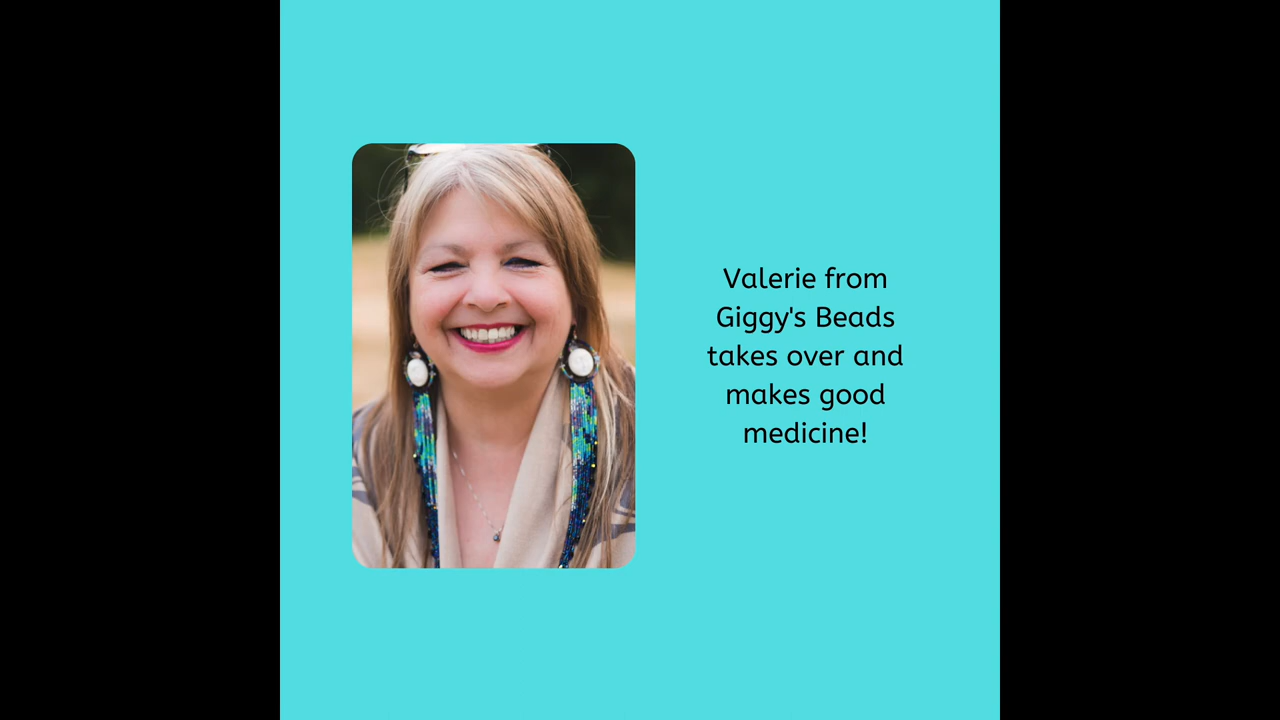 Valerie from
Giggy's Beads
takes over and
makes good
medicine!